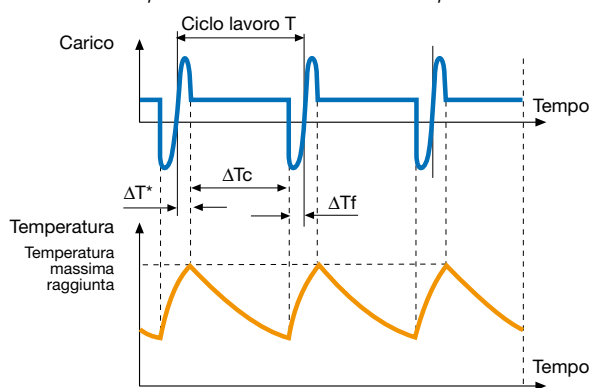 Ciclo lavoro T
Carico
Tempo
ΔTc
ΔT*
ΔTf
Temperatura
Temperatura
massima
raggiunta
Tempo